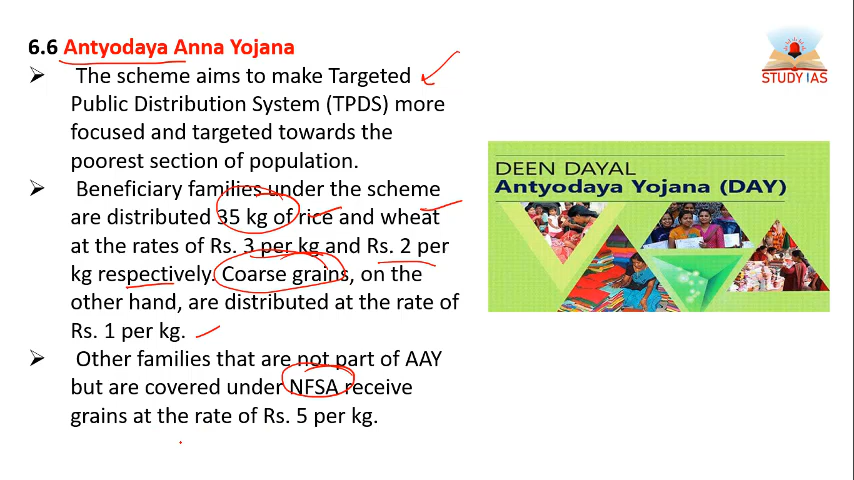 6.6 Antyodaya Anna Yojana
➢ The scheme aims to make Targeted
Public Distribution System (TPDS) more
focused and targeted towards the
poorest section of population.
➢ Beneficiary families under the scheme
are distributed 35 kg of rice and wheat
at the rates of Rs. 3 per kg and Rs. 2 per
kg respectively. Coarse grains, on the
other hand, are distributed at the rate of
Rs. 1 per kg.
➢ Other families that are not part of AAY
but are covered under NFSA receive
grains at the rate of Rs. 5 per kg.
STUDY IAS
DEEN DAYAL
Antyodaya Yojana (DAY)